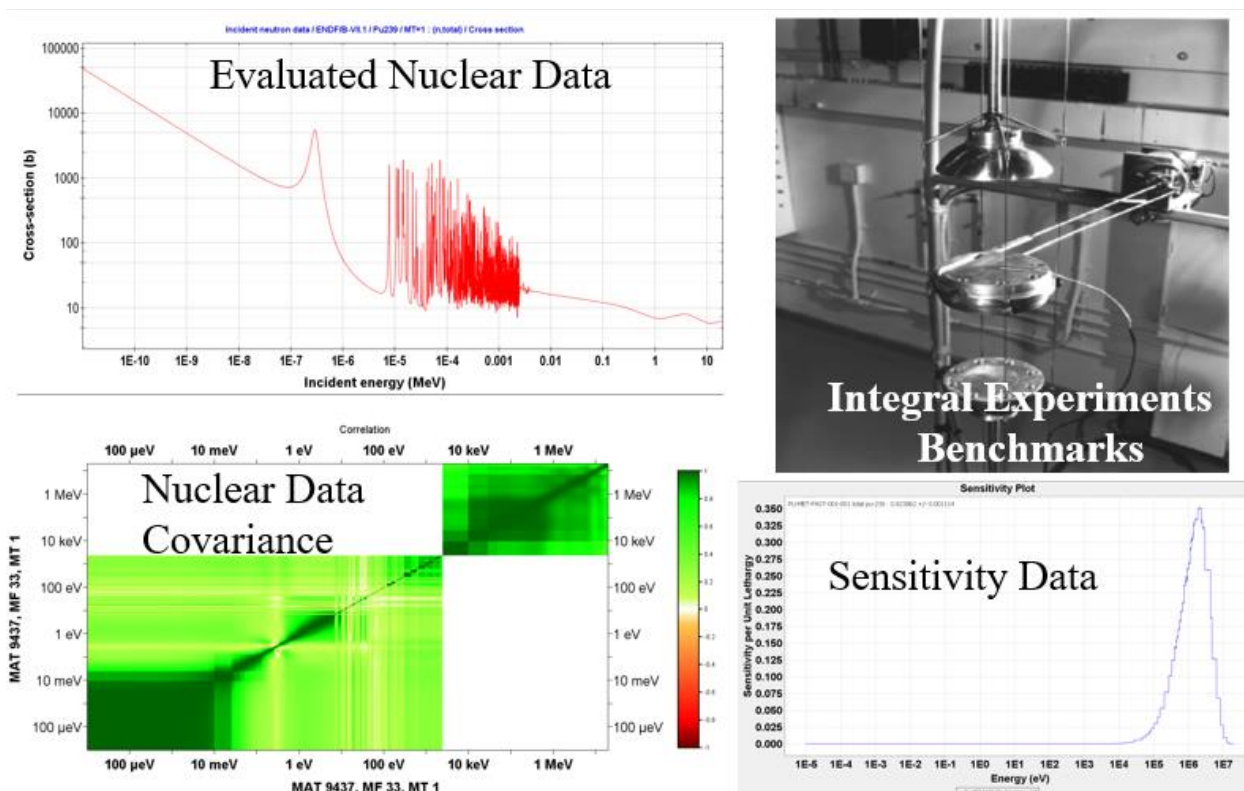 Incident neutron data / ENDF/B-VII.1 / Pu239 / MT=1 : (n,total) / Cross section
Evaluated Nuclear Data
100000
10000
1000
100
10
Cross-section (b)
1E-10 1E-9 1E-8 1E-7 1E-6 1E-5 1E-4 0.001 0.01 0.1 1 10
Incident energy (MeV)
Integral Experiments
Benchmarks
Correlation
100 µeV 10 meV 1 eV 100 eV 10 keV 1 MeV
Nuclear Data
Covariance
1 MeV
10 keV
100 eV
1 eV
10 meV
100 µeV
MAT 9437, MF 33, MT 1
1 MeV
10 keV
100 eV
1 eV
10 meV
100 µeV
100 µeV 10 meV 1 eV 100 eV 10 keV 1 MeV
MAT 9437, MF 33, MT 1
Sensitivity Plot
Sensitivity Data
0.350
0.325
0.300
0.275
0.250
0.225
0.200
0.175
0.150
0.125
0.100
0.075
0.050
0.025
0.000
Sensitivity per Unit Lethargy
1E-5 1E-4 1E-3 1E-2 1E-1 1E0 1E1 1E2 1E3 1E4 1E5 1E6 1E7
Energy (eV)